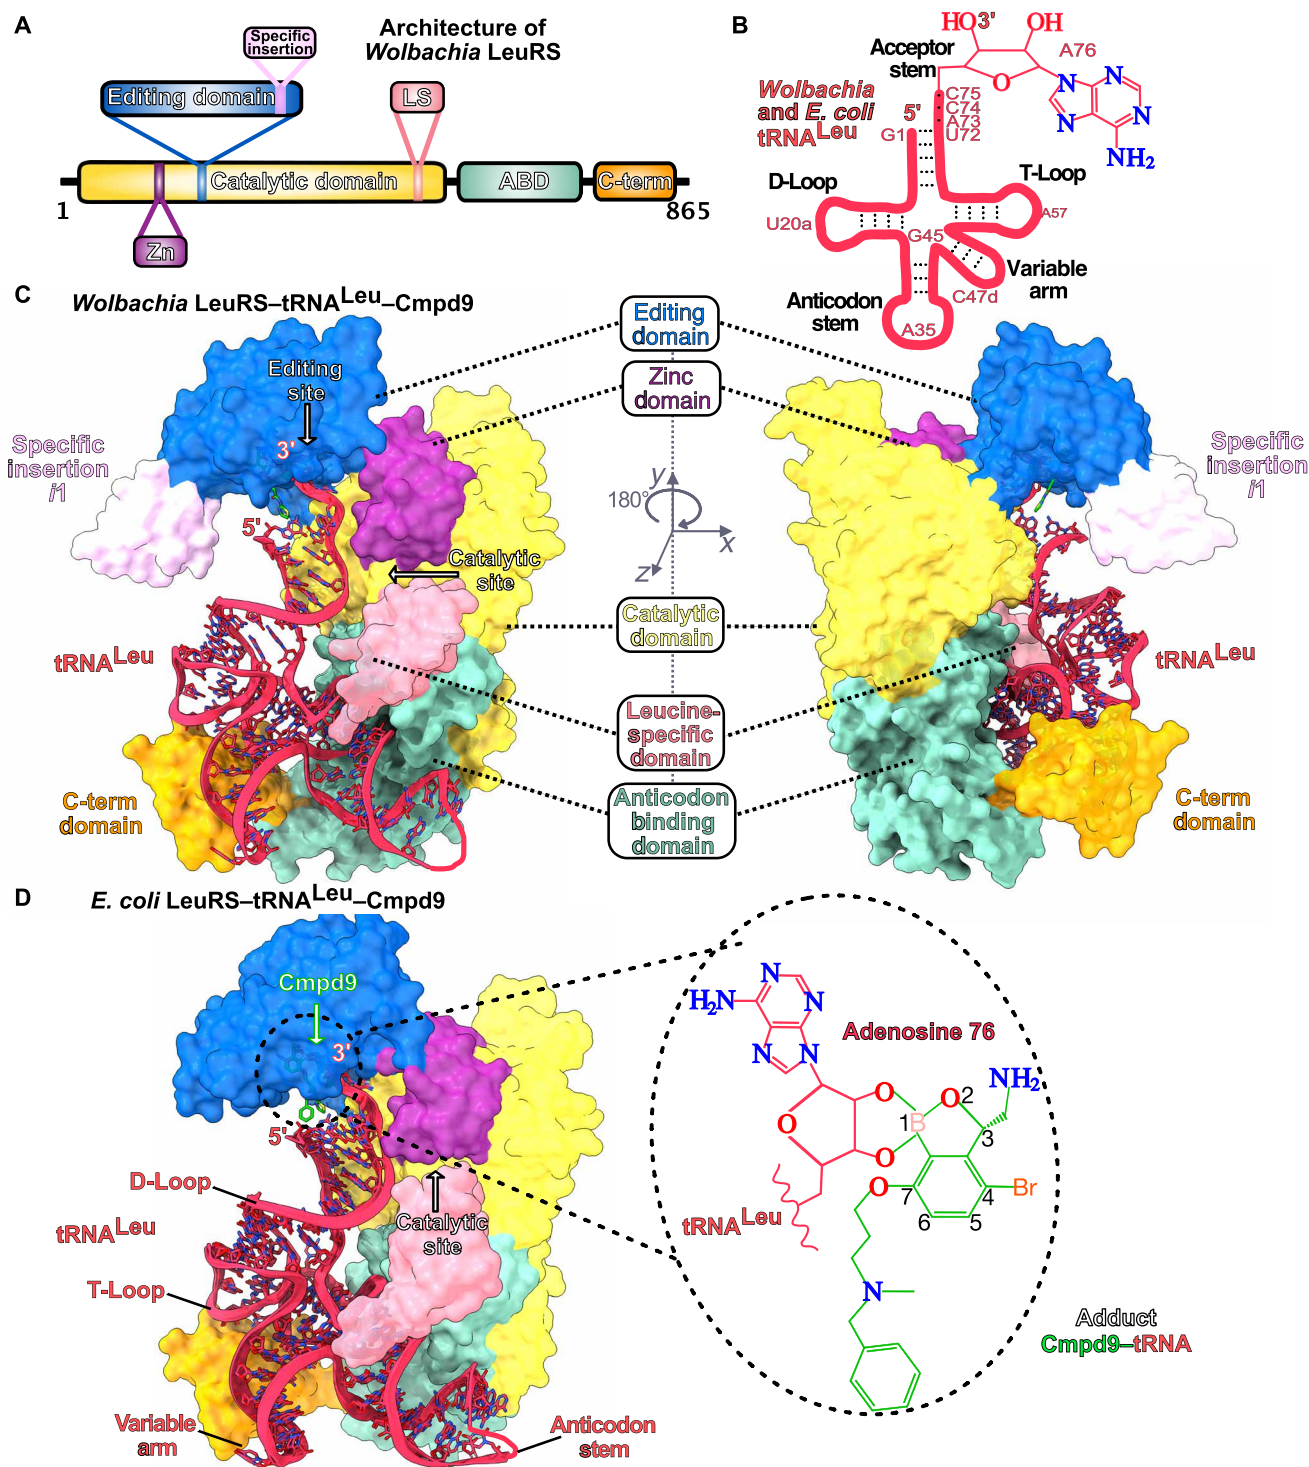 A
Specific
insertion
Architecture of
Wolbachia LeuRS
Editing domain
LS
Catalytic domain
ABD
C-term
1
865
Zn
B
HO
3'
OH
Acceptor
stem
A76
N
N
N
N
NH2
Wolbachia
and E. coli
tRNALeu
C75
C74
A73
U72
5'
G1
D-Loop
T-Loop
U20a
A57
G45
Variable
arm
C47d
Anticodon
stem
A35
O
C
Wolbachia LeuRS–tRNALeu–Cmpd9
Editing
domain
Zinc
domain
Editing
site
3'
Specific
insertion
i1
5'
Catalytic
site
y
180°
x
z
Specific
insertion
i1
Catalytic
domain
tRNALeu
tRNALeu
Leucine-
specific
domain
C-term
domain
Anticodon
binding
domain
C-term
domain
D
E. coli LeuRS–tRNALeu–Cmpd9
Cmpd9
3'
5'
D-Loop
tRNALeu
T-Loop
Catalytic
site
Variable
arm
Anticodon
stem
H2N
N
N
N
N
Adenosine 76
NH2
O
O
2
1
B
O
3
O
O
7
4
Br
6
5
tRNALeu
N
Adduct
Cmpd9–tRNA